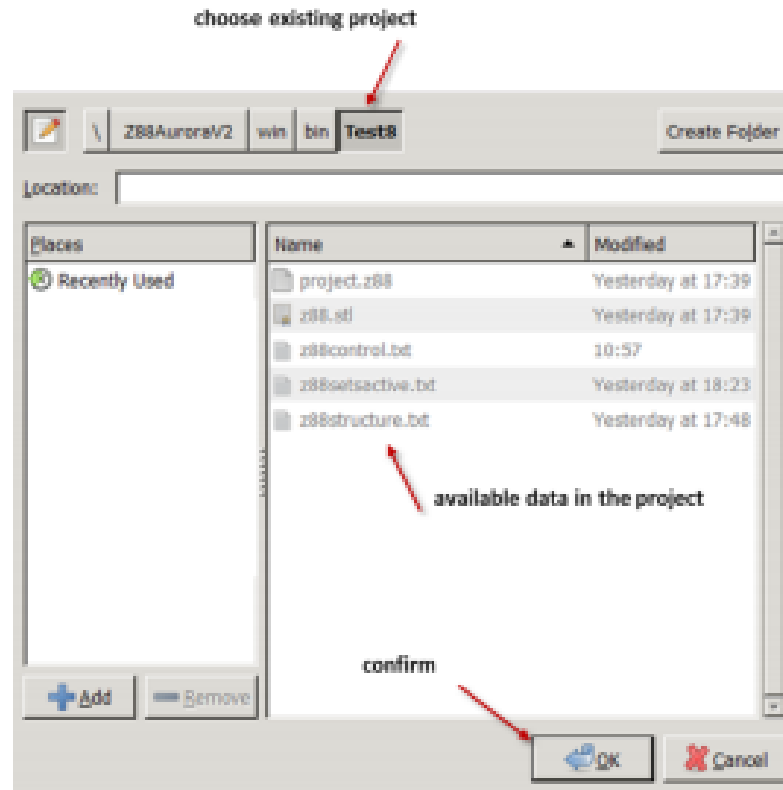 choose existing project
\ Z88AuroraV2 win bin Test8 Create Folder
Location:
Places Name Modified
Recently Used project.z88 Yesterday at 17:39
z88.stl Yesterday at 17:39
z88control.txt 10:57
z88setsactive.txt Yesterday at 18:23
z88structure.txt Yesterday at 17:48
available data in the project
confirm
Add Remove
OK Cancel